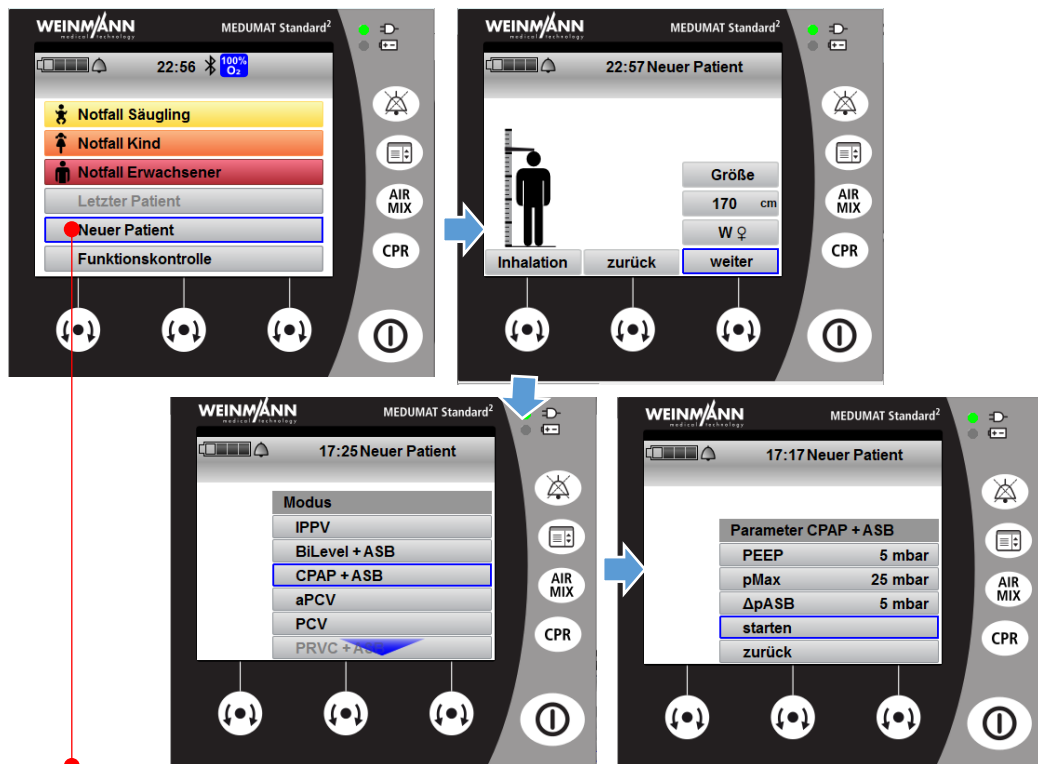 WEINMANN
medical technology
MEDUMAT Standard²
22:56
100%
O₂
Notfall Säugling
Notfall Kind
Notfall Erwachsener
Letzter Patient
Neuer Patient
Funktionskontrolle
AIR
MIX
CPR
WEINMANN
medical technology
MEDUMAT Standard²
22:57 Neuer Patient
Größe
170 cm
W ♀
Inhalation zurück weiter
AIR
MIX
CPR
WEINMANN
medical technology
MEDUMAT Standard²
17:25 Neuer Patient
Modus
IPPV
BiLevel + ASB
CPAP + ASB
aPCV
PCV
PRVC +
AIR
MIX
CPR
WEINMANN
medical technology
MEDUMAT Standard²
17:17 Neuer Patient
Parameter CPAP + ASB
PEEP 5 mbar
pMax 25 mbar
ΔpASB 5 mbar
starten
zurück
AIR
MIX
CPR